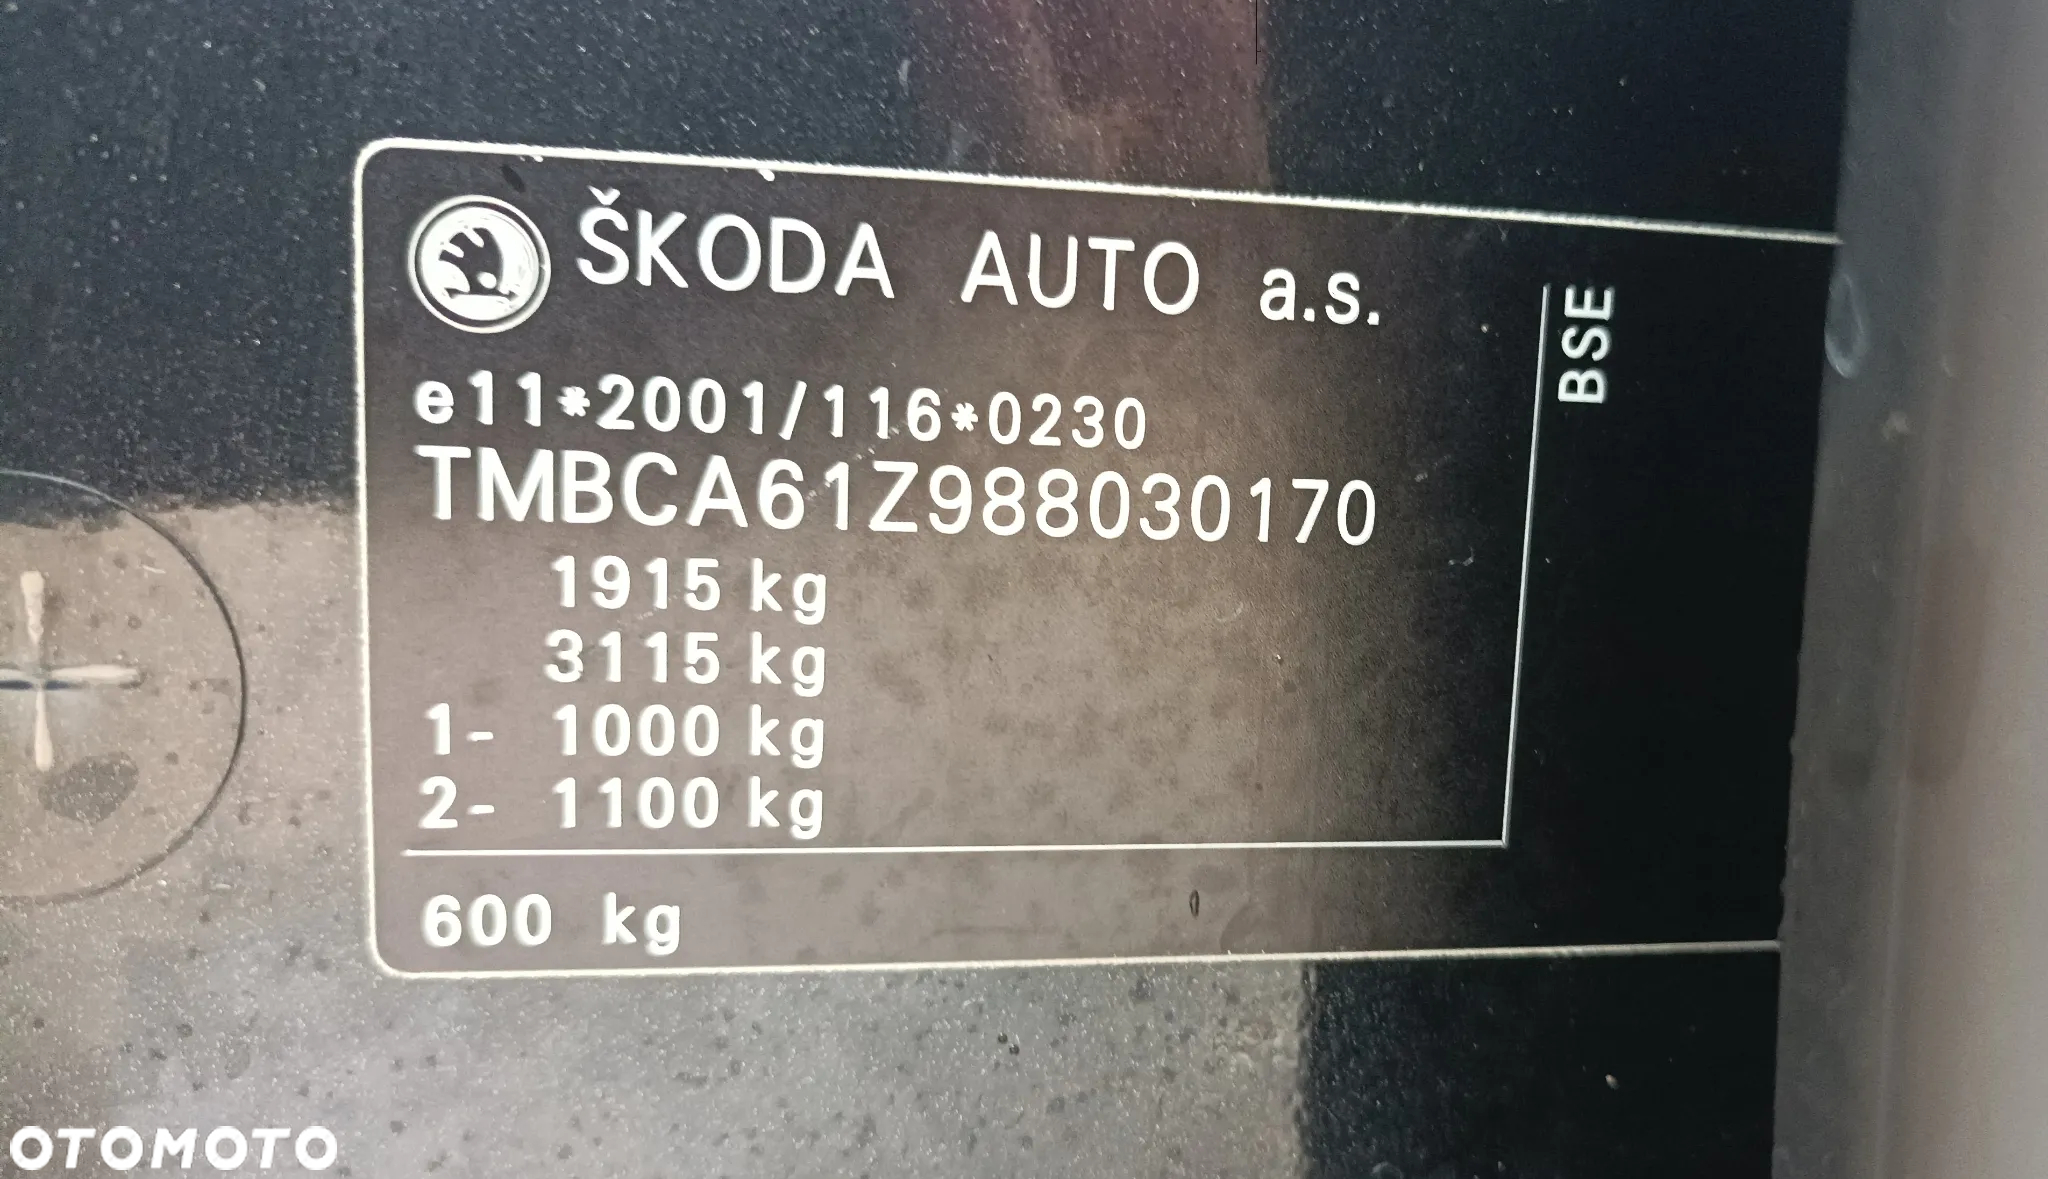 ŠKODA AUTO a.s.
e11*2001/116*0230
TMBCA61Z988030170
1915 kg
3115 kg
1- 1000 kg
2- 1100 kg
600 kg
BSE
OTOMOTO